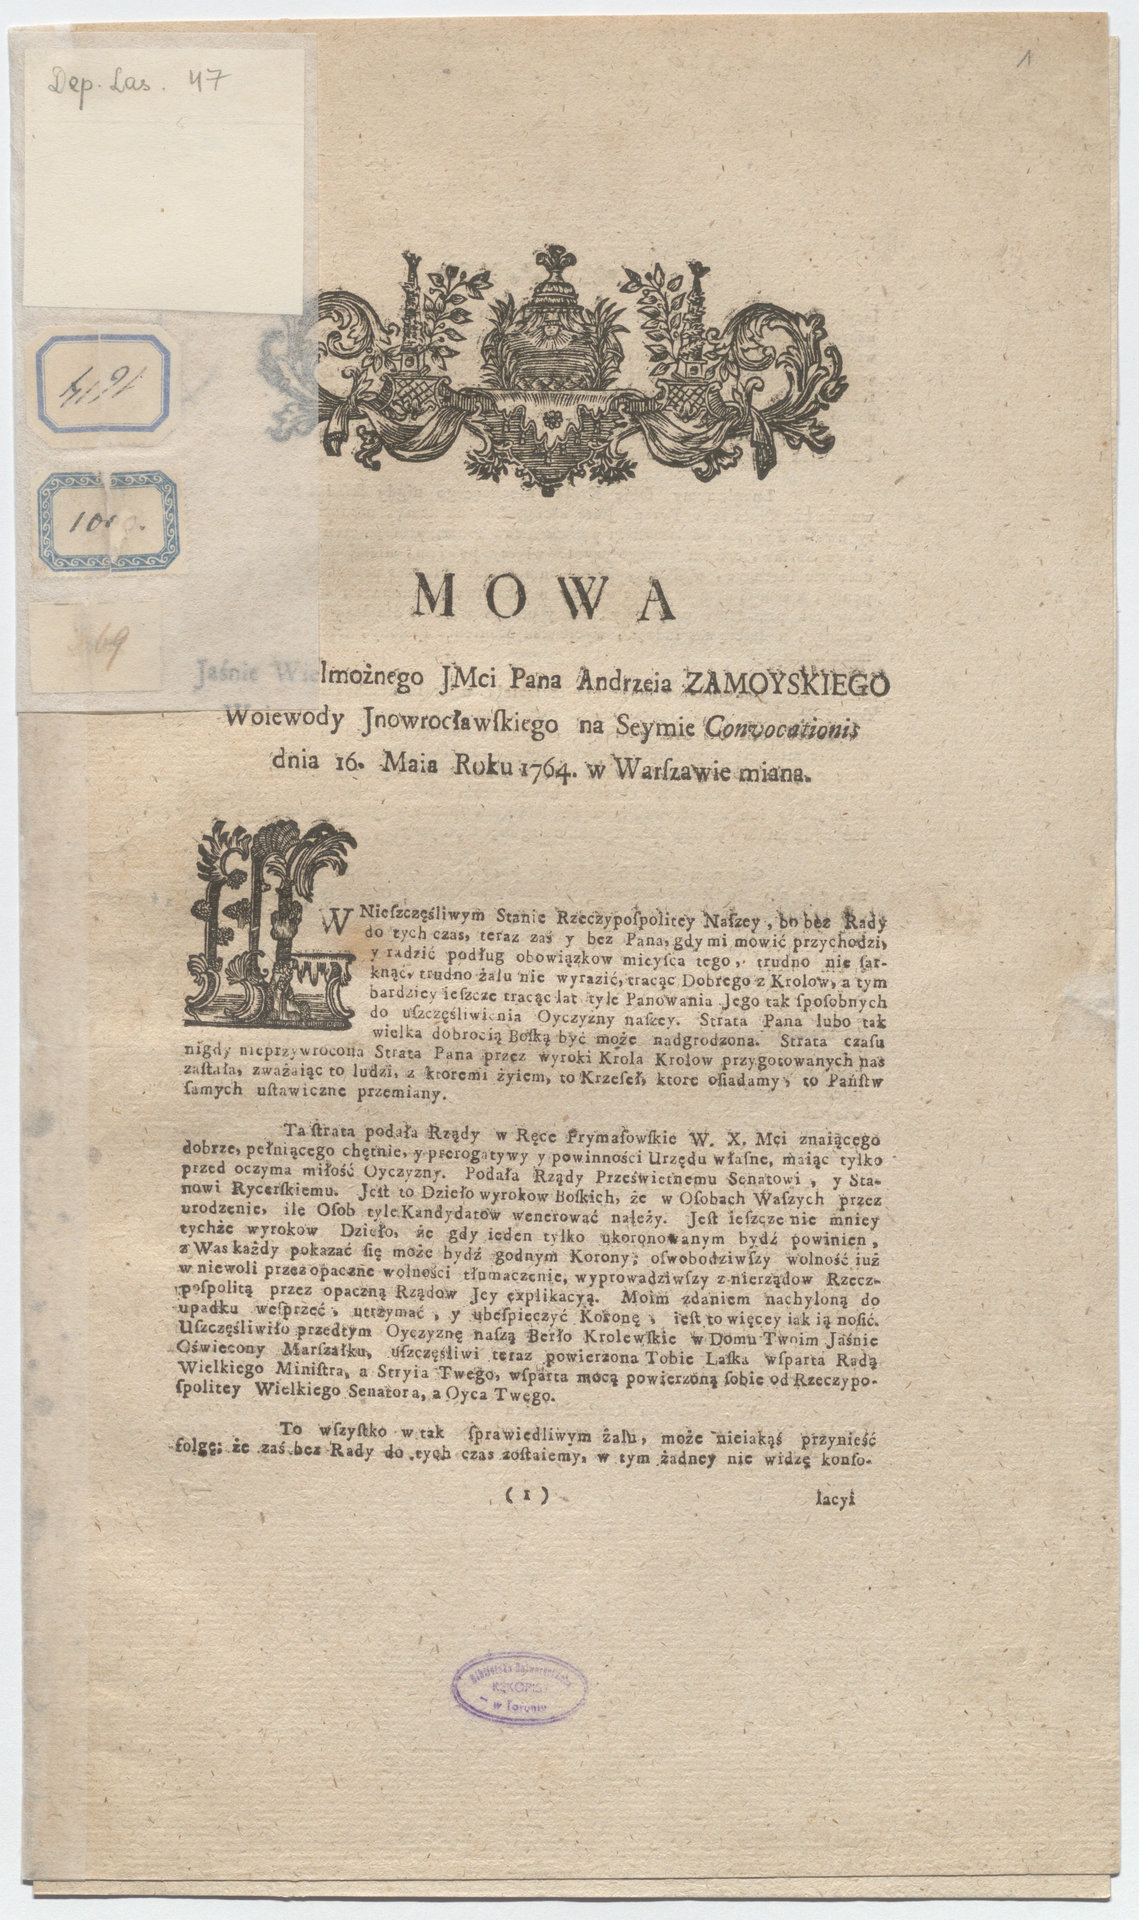 Dep. Las. 47
1
1000.
69
MOWA
Jaśnie Wielmożnego JMci Pana Andrzeia ZAMOYSKIEGO
Woiewody Jnowrocławſkiego na Seymie Convocationis
dnia 16. Maia Roku 1764. w Warſzawie miana.
W Nieſzczęśliwym Stanie Rzeczypoſpolitey Naſzey, bo bez Rady
do tych czas, teraz zaś y bez Pana, gdy mi mowić przychodzi,
y radzić podług obowiązkow mieyſca tego, trudno nie ſar-
knąć, trudno żalu nie wyrazić, tracąc Dobrego z Krolow, a tym
bardziey ieſzcze tracąc lat tyle Panowania Jego tak ſpoſobnych
do uſzczęśliwienia Oyczyzny naſzey. Strata Pana lubo tak
wielka dobrocią Boſką być może nadgrodzona. Strata czaſu
nigdy nieprzywrocona Strata Pana przez wyroki Krola Krolow przygotowanych nas
zaſtała, zważaiąc to ludzi, z ktoremi żyiem, to Krzeſeł, ktore oſiadamy, to Pańſtw
ſamych uſtawiczne przemiany.
Ta ſtrata podała Rządy w Ręce Prymaſowſkie W. X. Mci znaiącego
dobrze, pełniącego chętnie, y prerogatywy y powinności Urzędu właſne, maiąc tylko
przed oczyma miłość Oyczyzny. Podała Rządy Prześwietnemu Senatowi, y Sta-
nowi Rycerſkiemu. Jeſt to Dzieło wyrokow Boſkich, że w Oſobach Waſzych przez
urodzenie, ile Oſob tyle Kandydatow wenerować należy. Jeſt ieſzcze nie mniey
tychże wyrokow Dzieło, że gdy ieden tylko ukoronowanym bydź powinien,
z Was każdy pokazać się może bydź godnym Korony; oſwobodziwſzy wolność iuż
w niewoli przez opaczne wolności tłumaczenie, wyprowadziwſzy z nierządow Rzecz-
poſpolitą przez opaczną Rządow Jey explikacyą. Moim zdaniem nachyloną do
upadku weſprzeć, utrzymać, y ubeſpieczyć Koronę, ieſt to więcey iak ią noſić.
Uſzczęśliwiło przedtym Oyczyznę naſzą Berło Krolewſkie w Domu Twoim Jaśnie
Oświecony Marſzałku, uſzczęśliwi teraz powierzona Tobie Laſka wſparta Radą
Wielkiego Miniſtra, a Stryia Twego, wſparta mocą powierzoną ſobie od Rzeczypo-
ſpolitey Wielkiego Senatora, a Oyca Twego.
To wſzyſtko w tak ſprawiedliwym żalu, może nieiakąś przynieść
folgę; że zaś bez Rady do tych czas zoſtaiemy, w tym żadney nie widzę konſo-
( 1 )
lacyi
Biblioteka Uniwersytecka
RĘKOPISY
w Toruniu